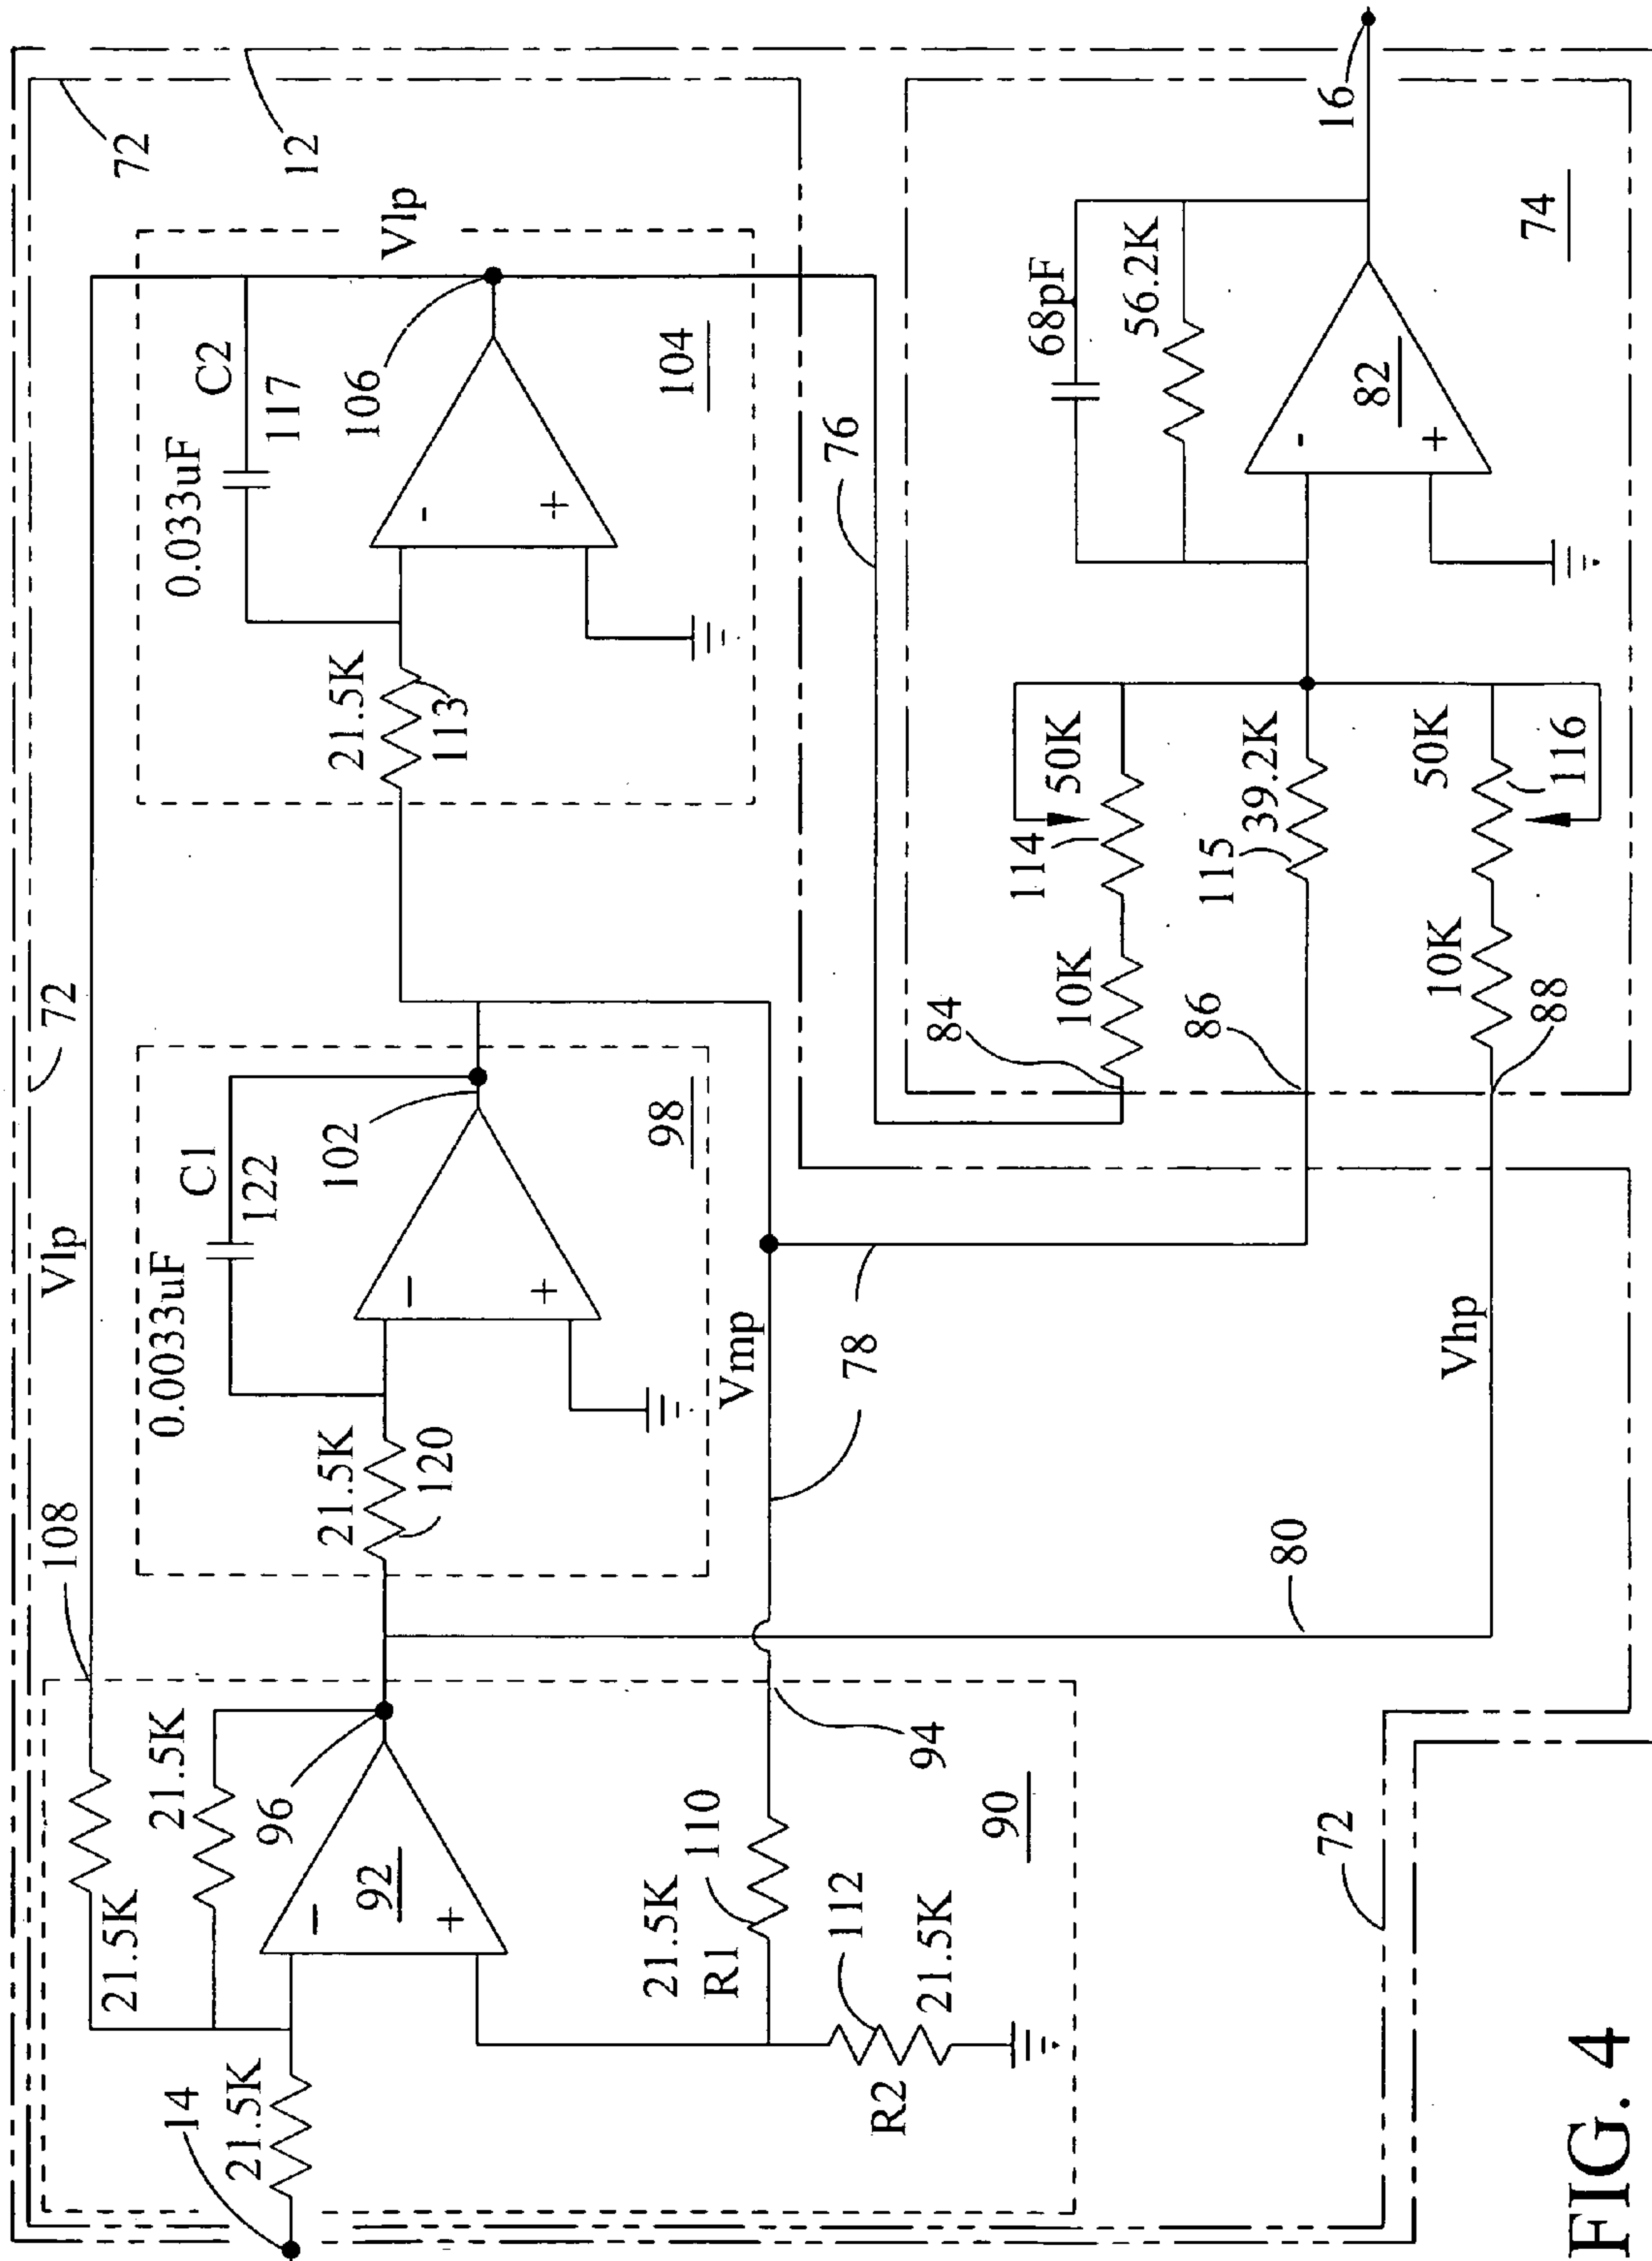 72
12
72
Vlp
108
14
21.5K
21.5K
21.5K
96
92
-
+
21.5K
R1
110
112
R2
21.5K
94
90
72
0.0033uF
C1
122
21.5K
120
-
+
102
98
Vmp
78
80
Vhp
0.033uF
C2
117
21.5K
113
-
+
106
Vlp
104
76
84
10K
114
50K
86
115
39.2K
88
10K
50K
116
68pF
56.2K
-
+
82
16
74
FIG. 4